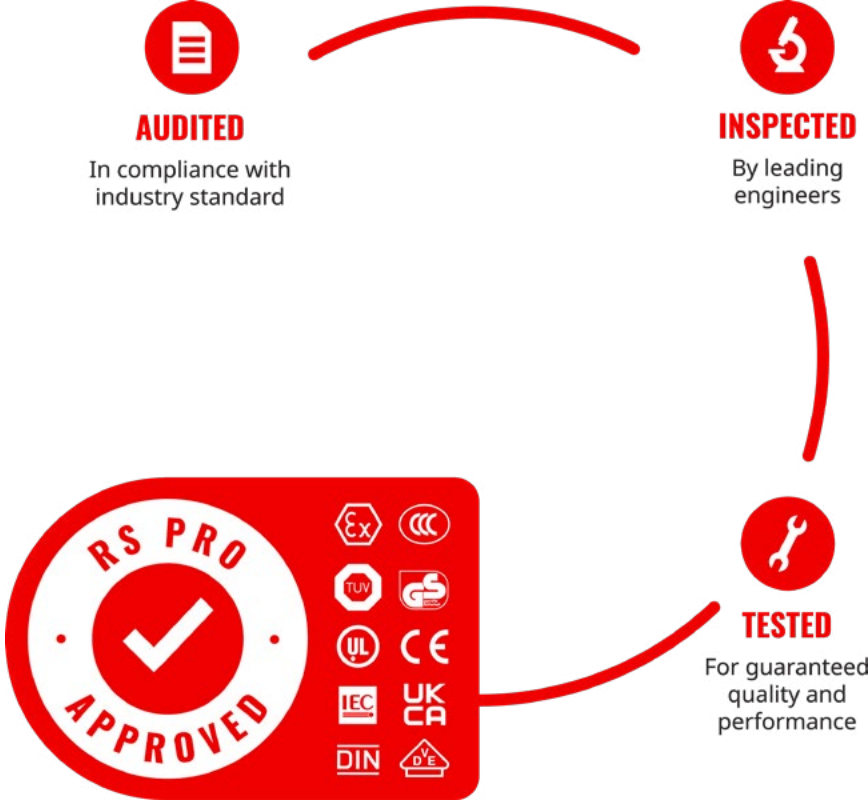 AUDITED
In compliance with
industry standard
INSPECTED
By leading
engineers
TESTED
For guaranteed
quality and
performance
RS PRO
APPROVED
Ex
CCC
TUV
GS
UL
CE
IEC
UK
CA
DIN
DVE